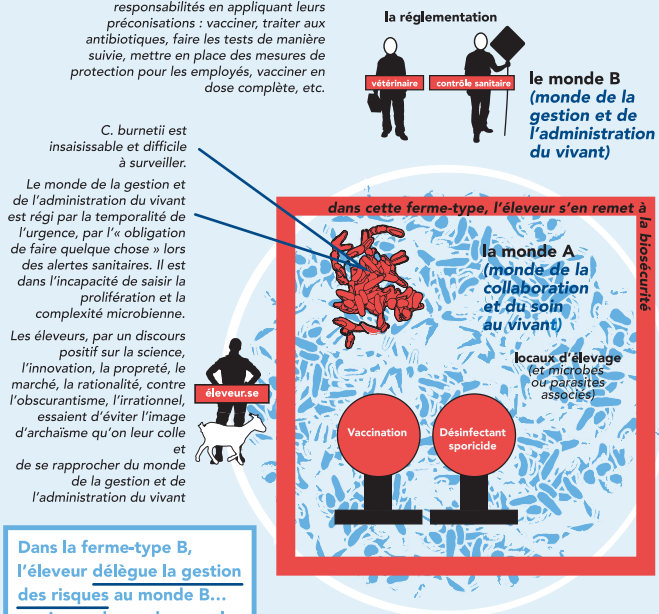 responsabilités en appliquant leurs
préconisations : vacciner, traiter aux
antibiotiques, faire les tests de manière
suivie, mettre en place des mesures de
protection pour les employés, vacciner en
dose complète, etc.
la réglementation
vétérinaire
contrôle sanitaire
le monde B
(monde de la
gestion et de
l'administration
du vivant)
C. burnetii est
insaisissable et difficile
à surveiller.
Le monde de la gestion et
de l'administration du vivant
est régi par la temporalité de
l'urgence, par l'« obligation
de faire quelque chose » lors
des alertes sanitaires. Il est
dans l'incapacité de saisir la
prolifération et la
complexité microbienne.
Les éleveurs, par un discours
positif sur la science,
l'innovation, la propreté, le
marché, la rationalité, contre
l'obscurantisme, l'irrationnel,
essaient d'éviter l'image
d'archaïsme qu'on leur colle
et
de se rapprocher du monde
de la gestion et de
l'administration du vivant
éleveur.se
dans cette ferme-type, l'éleveur s'en remet à
la biosécurité
la monde A
(monde de la
collaboration
et du soin
au vivant)
locaux d'élevage
(et microbes
ou parasites
associés)
Vaccination
Désinfectant
sporicide
Dans la ferme-type B,
l'éleveur délègue la gestion
des risques au monde B...